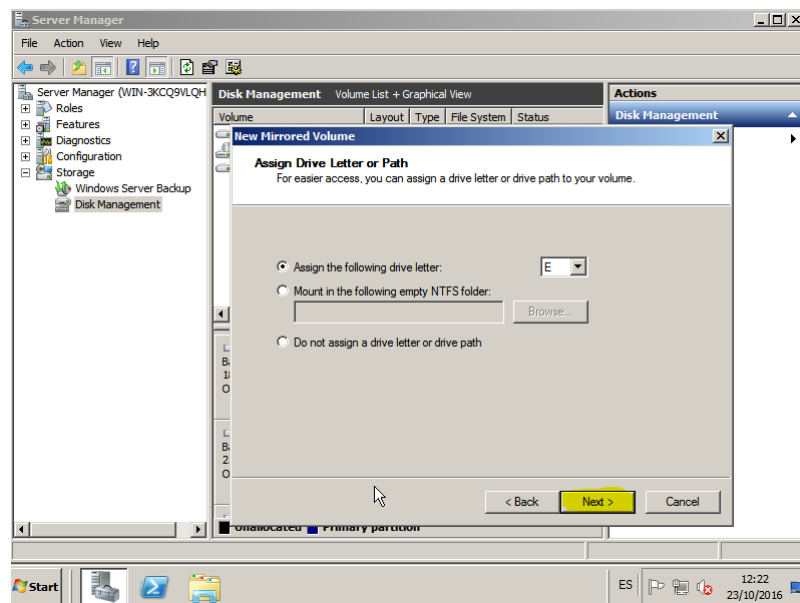 Server Manager
File Action View Help
Server Manager (WIN-3KCQ9VLQH
Roles
Features
Diagnostics
Configuration
Storage
Windows Server Backup
Disk Management
Disk Management Volume List + Graphical View
Volume Layout Type File System Status
Actions
Disk Management
New Mirrored Volume
Assign Drive Letter or Path
For easier access, you can assign a drive letter or drive path to your volume.
Assign the following drive letter: E
Mount in the following empty NTFS folder:
Browse...
Do not assign a drive letter or drive path
< Back Next > Cancel
Unallocated Primary partition
Start
ES
12:22
23/10/2016